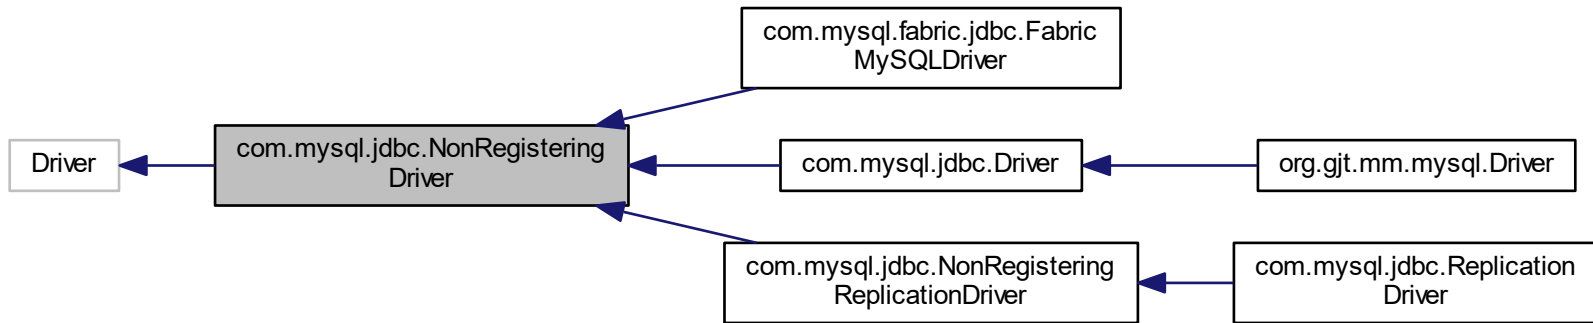 com.mysql.fabric.jdbc.Fabric
MySQLDriver
Driver
com.mysql.jdbc.NonRegistering
Driver
com.mysql.jdbc.Driver
org.gjt.mm.mysql.Driver
com.mysql.jdbc.NonRegistering
ReplicationDriver
com.mysql.jdbc.Replication
Driver